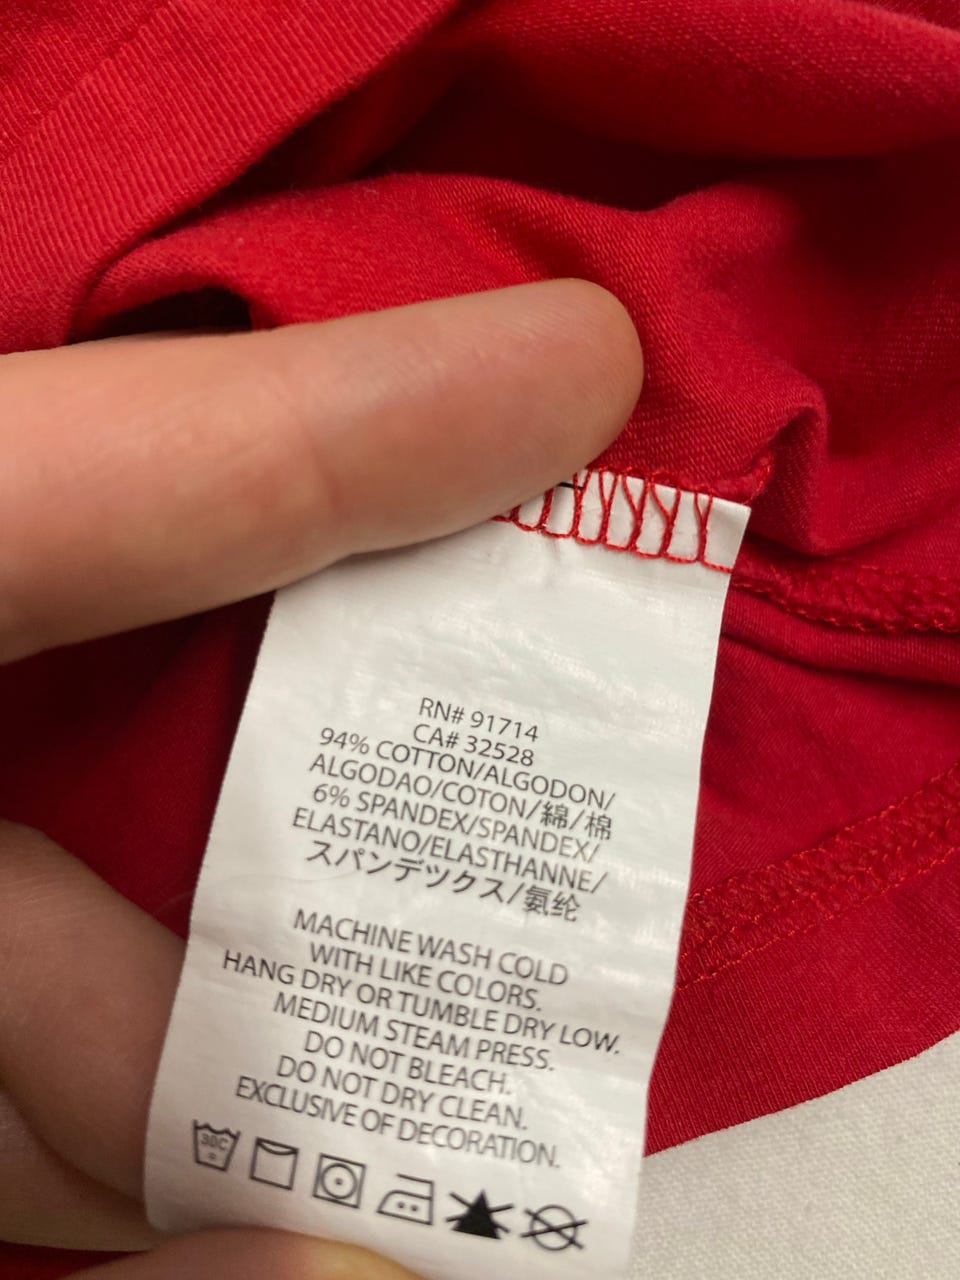 RN# 91714
CA# 32528
94% COTTON/ALGODON/
ALGODAO/COTON/綿/棉
6% SPANDEX/SPANDEX/
ELASTANO/ELASTHANNE/
スパンデックス/氨纶
MACHINE WASH COLD
WITH LIKE COLORS.
HANG DRY OR TUMBLE DRY LOW.
MEDIUM STEAM PRESS.
DO NOT BLEACH.
DO NOT DRY CLEAN.
EXCLUSIVE OF DECORATION.
30C